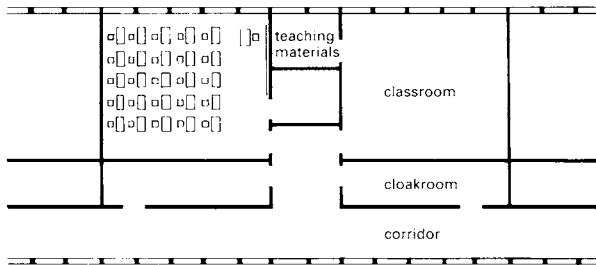 teaching
materials
classroom
cloakroom
corridor